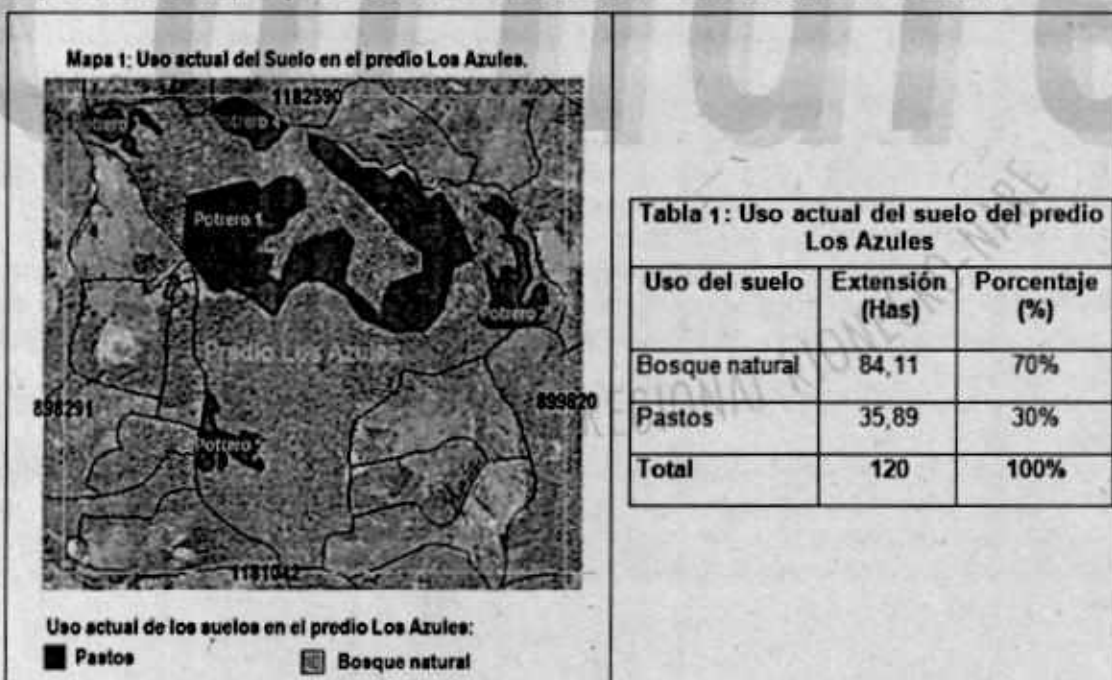 Mapa 1: Uso actual del Suelo en el predio Los Azules.
1182590
Potrero 1
Potrero 2
Predio Los Azules
898291
899820
1181042
Uso actual de los suelos en el predio Los Azules:
Pastos
Bosque natural
Tabla 1: Uso actual del suelo del predio
Los Azules
Uso del suelo Extensión (Has) Porcentaje (%)
Bosque natural 84,11 70%
Pastos 35,89 30%
Total 120 100%